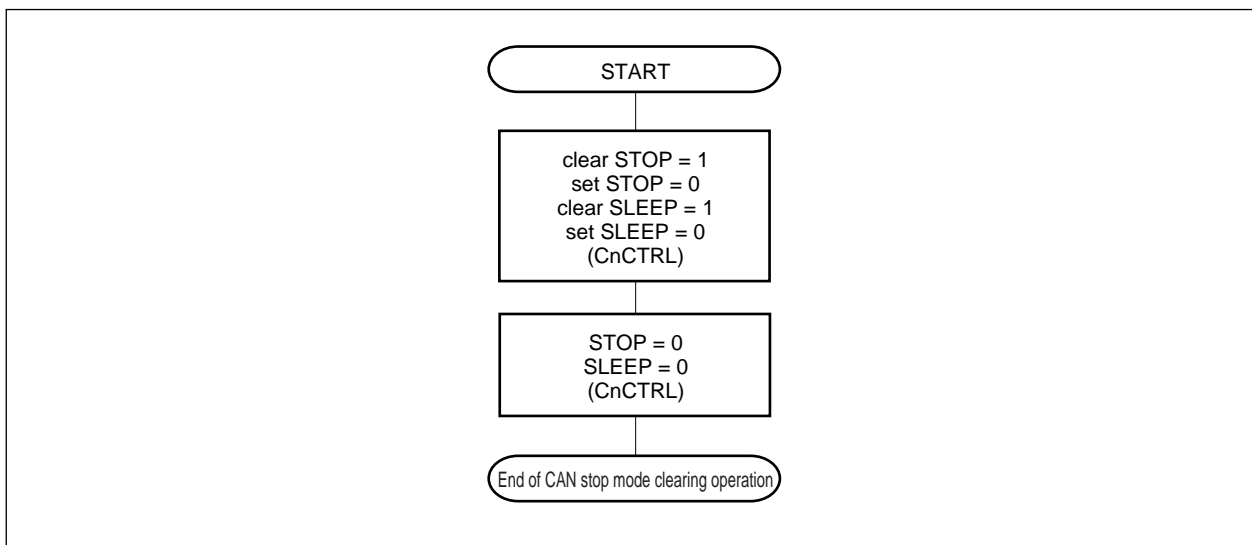 START
clear STOP = 1
set STOP = 0
clear SLEEP = 1
set SLEEP = 0
(CnCTRL)
STOP = 0
SLEEP = 0
(CnCTRL)
End of CAN stop mode clearing operation